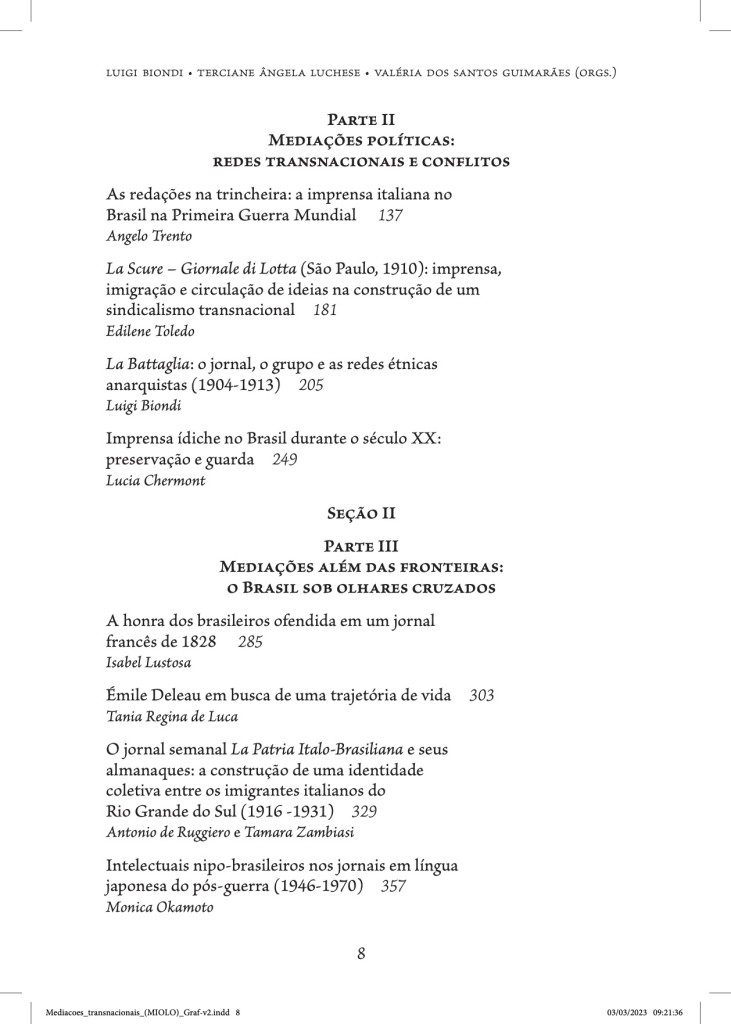 LUIGI BIONDI • TERCIANE ÂNGELA LUCHESE • VALÉRIA DOS SANTOS GUIMARÃES (ORGS.)
PARTE II
MEDIAÇÕES POLÍTICAS:
REDES TRANSNACIONAIS E CONFLITOS
As redações na trincheira: a imprensa italiana no
Brasil na Primeira Guerra Mundial 137
Angelo Trento
La Scure – Giornale di Lotta (São Paulo, 1910): imprensa,
imigração e circulação de ideias na construção de um
sindicalismo transnacional 181
Edilene Toledo
La Battaglia: o jornal, o grupo e as redes étnicas
anarquistas (1904-1913) 205
Luigi Biondi
Imprensa ídiche no Brasil durante o século XX:
preservação e guarda 249
Lucia Chermont
SEÇÃO II
PARTE III
MEDIAÇÕES ALÉM DAS FRONTEIRAS:
O BRASIL SOB OLHARES CRUZADOS
A honra dos brasileiros ofendida em um jornal
francês de 1828 285
Isabel Lustosa
Émile Deleau em busca de uma trajetória de vida 303
Tania Regina de Luca
O jornal semanal La Patria Italo-Brasiliana e seus
almanaques: a construção de uma identidade
coletiva entre os imigrantes italianos do
Rio Grande do Sul (1916 -1931) 329
Antonio de Ruggiero e Tamara Zambiasi
Intelectuais nipo-brasileiros nos jornais em língua
japonesa do pós-guerra (1946-1970) 357
Monica Okamoto
8
Mediacoes_transnacionais_(MIOLO)_Graf-v2.indd 8 03/03/2023 09:21:36